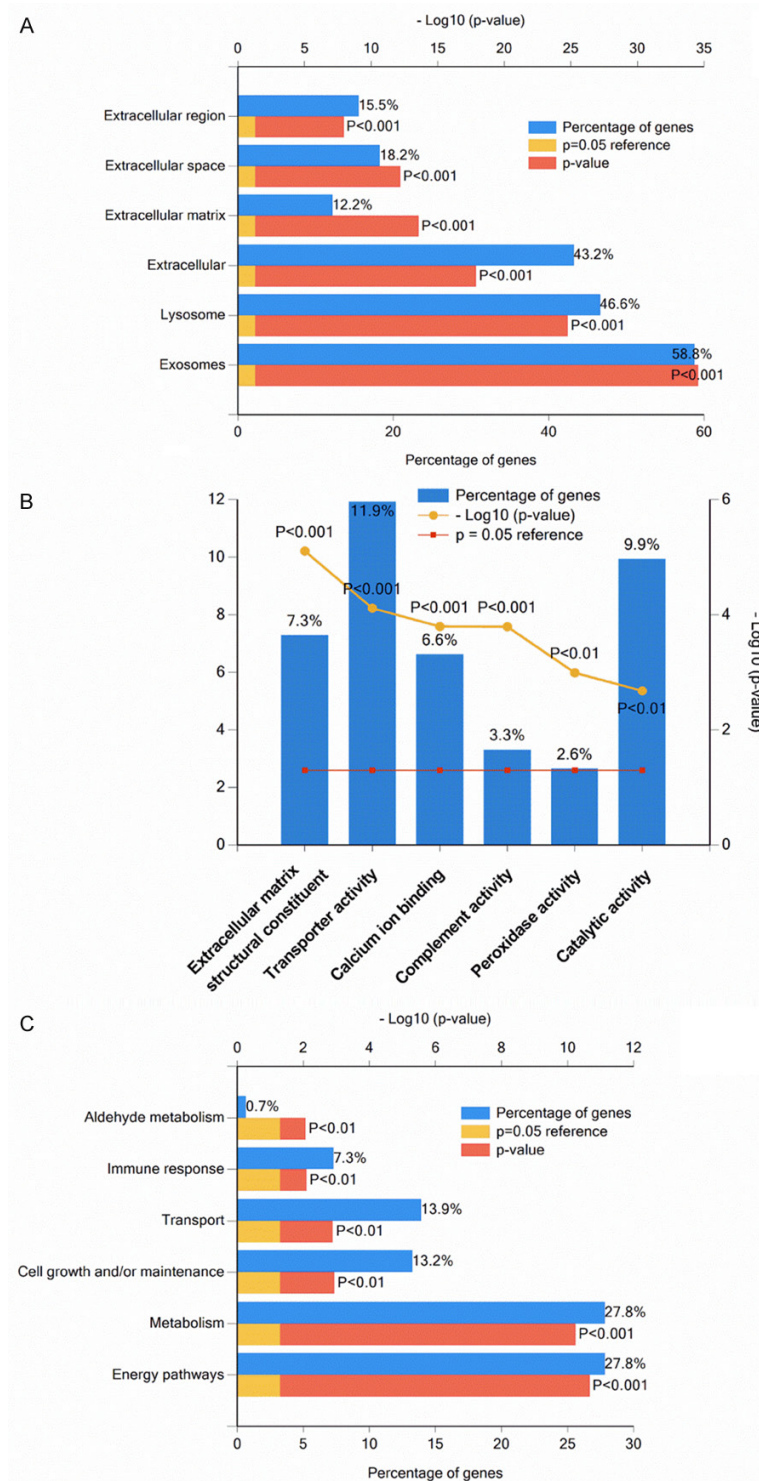 A
- Log10 (p-value)
0 5 10 15 20 25 30 35
Extracellular region
15.5%
P<0.001
Extracellular space
18.2%
P<0.001
Extracellular matrix
12.2%
P<0.001
Extracellular
43.2%
P<0.001
Lysosome
46.6%
P<0.001
Exosomes
58.8%
P<0.001
Percentage of genes
p=0.05 reference
p-value
0 20 40 60
Percentage of genes
B
Percentage of genes
- Log10 (p-value)
p = 0.05 reference
12
10
8
6
4
2
0
6
4
2
0
- Log10 (p-value)
P<0.001
7.3%
11.9%
P<0.001
P<0.001
6.6%
P<0.001
3.3%
P<0.01
2.6%
9.9%
P<0.01
Extracellular matrix
structural constituent
Transporter activity
Calcium ion binding
Complement activity
Peroxidase activity
Catalytic activity
C
- Log10 (p-value)
0 2 4 6 8 10 12
Aldehyde metabolism
0.7%
P<0.01
Immune response
7.3%
P<0.01
Transport
13.9%
P<0.01
Cell growth and/or maintenance
13.2%
P<0.01
Metabolism
27.8%
P<0.001
Energy pathways
27.8%
P<0.001
Percentage of genes
p=0.05 reference
p-value
0 5 10 15 20 25 30
Percentage of genes